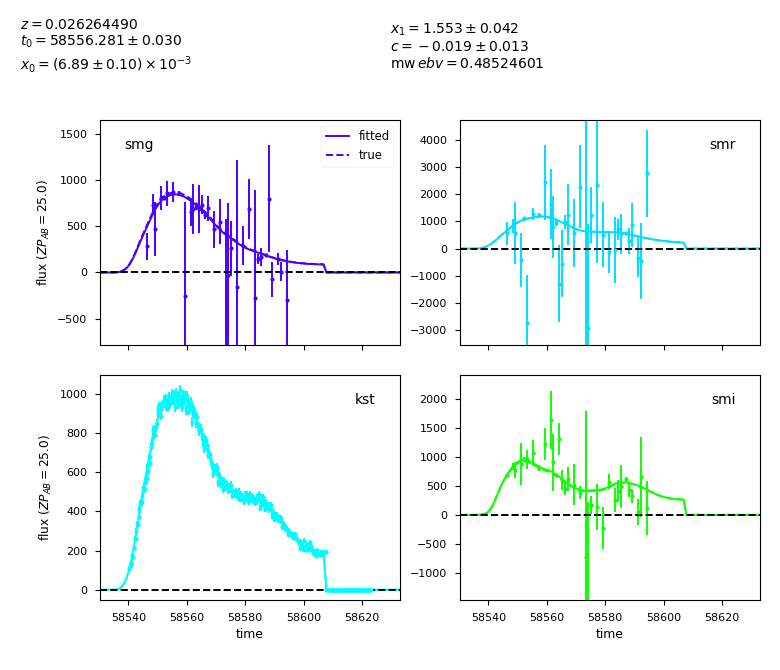 z = 0.026264490
t₀ = 58556.281 ± 0.030
x₀ = (6.89 ± 0.10) × 10⁻³
x₁ = 1.553 ± 0.042
c = −0.019 ± 0.013
mw ebv = 0.48524601
1500
1000
500
0
−500
flux (ZP_AB = 25.0)
smg
fitted
true
4000
3000
2000
1000
0
−1000
−2000
−3000
smr
1000
800
600
400
200
0
flux (ZP_AB = 25.0)
kst
58540 58560 58580 58600 58620
time
2000
1500
1000
500
0
−500
−1000
smi
58540 58560 58580 58600 58620
time